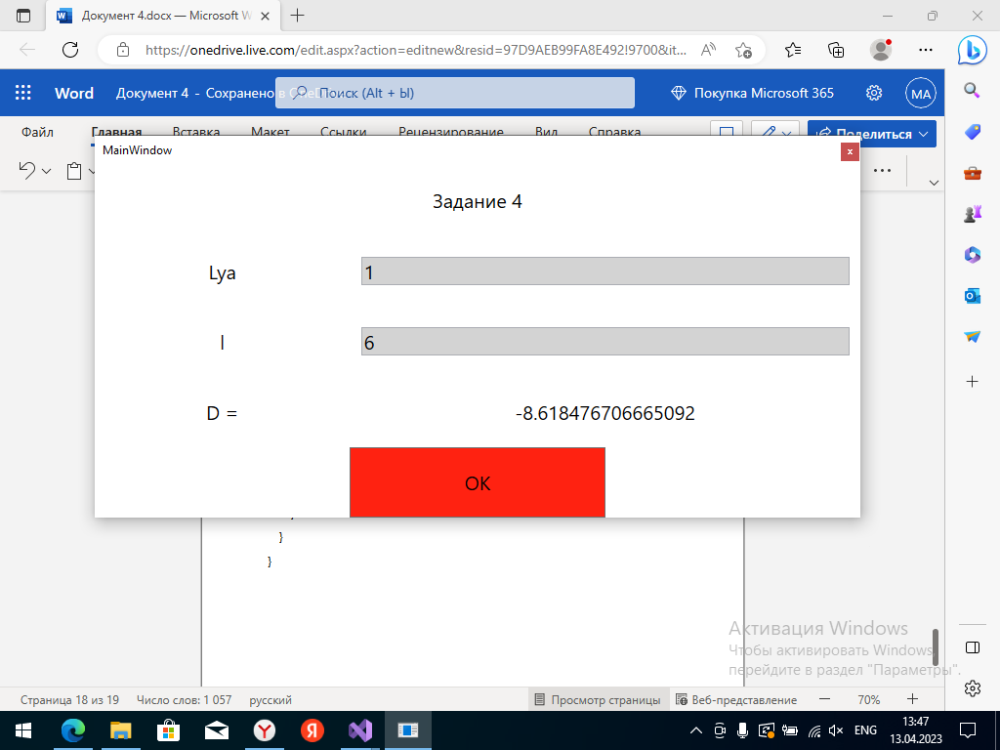 Документ 4.docx — Microsoft W
https://onedrive.live.com/edit.aspx?action=editnew&resid=97D9AEB99FA8E492!9700&it...
Word
Документ 4 - Сохранено в
Поиск (Alt + Ы)
Покупка Microsoft 365
MA
Файл Главная Вставка Макет Ссылки Рецензирование Вид Справка
Поделиться
MainWindow
x
Задание 4
Lya
1
l
6
D =
-8.618476706665092
OK
}
}
Активация Windows
Чтобы активировать Windows,
перейдите в раздел "Параметры".
Страница 18 из 19 Число слов: 1 057 русский
Просмотр страницы
Веб-представление
70%
ENG
13:47
13.04.2023